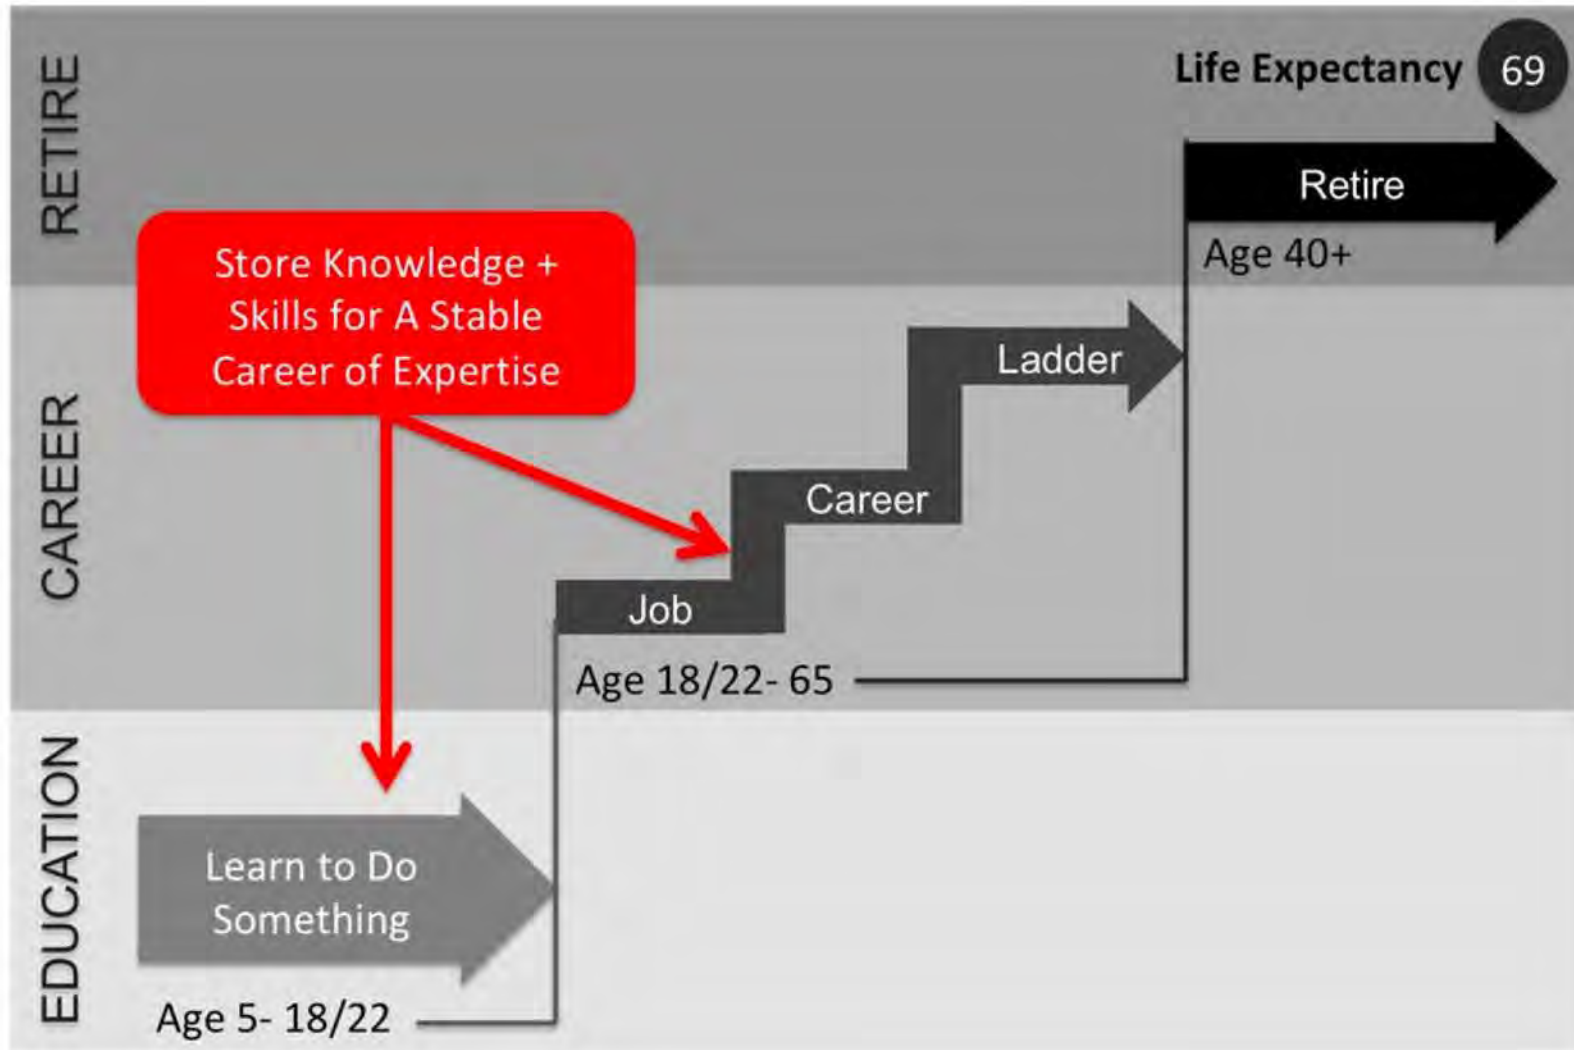 RETIRE
Life Expectancy 69
Retire
Age 40+
Store Knowledge +
Skills for A Stable
Career of Expertise
CAREER
Ladder
Career
Job
Age 18/22- 65
EDUCATION
Learn to Do
Something
Age 5- 18/22